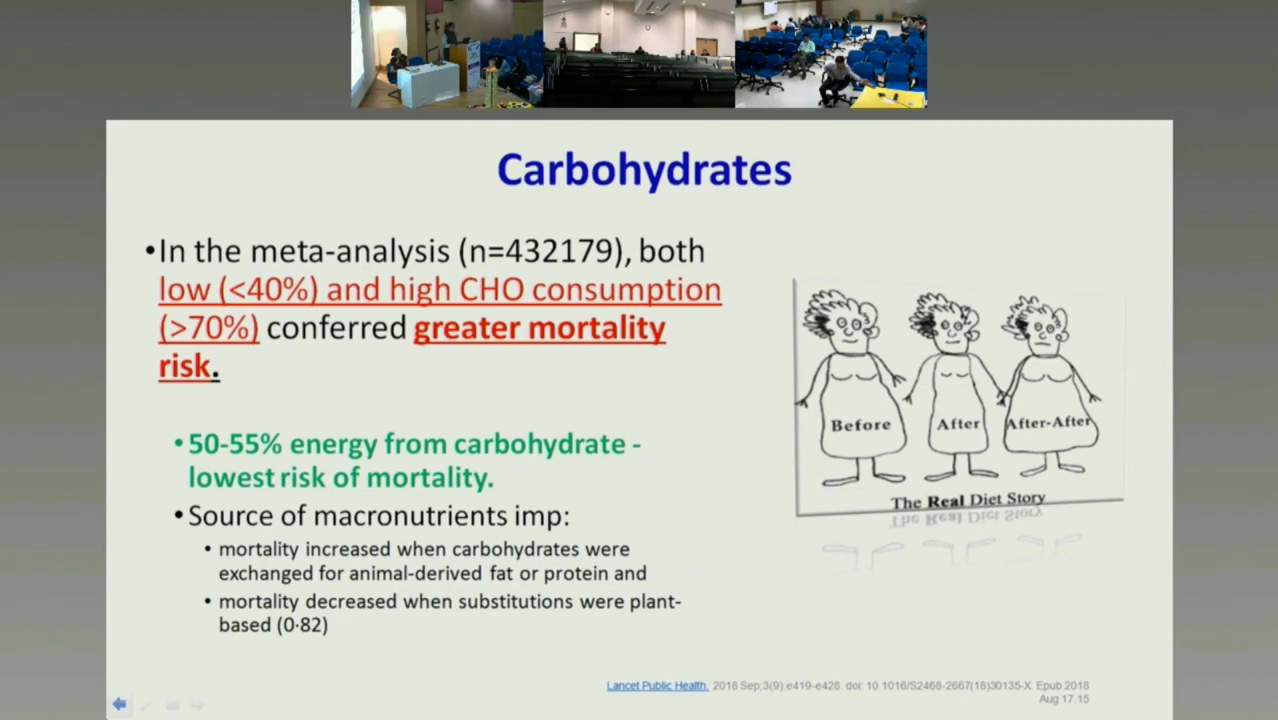 Carbohydrates
•In the meta-analysis (n=432179), both
low (<40%) and high CHO consumption
(>70%) conferred greater mortality
risk.
• 50-55% energy from carbohydrate -
lowest risk of mortality.
• Source of macronutrients imp:
• mortality increased when carbohydrates were
exchanged for animal-derived fat or protein and
• mortality decreased when substitutions were plant-
based (0·82)
Before After After-After
The Real Diet Story
Lancet Public Health. 2018 Sep;3(9):e419-e428. doi: 10.1016/S2468-2667(18)30135-X. Epub 2018
Aug 17.15